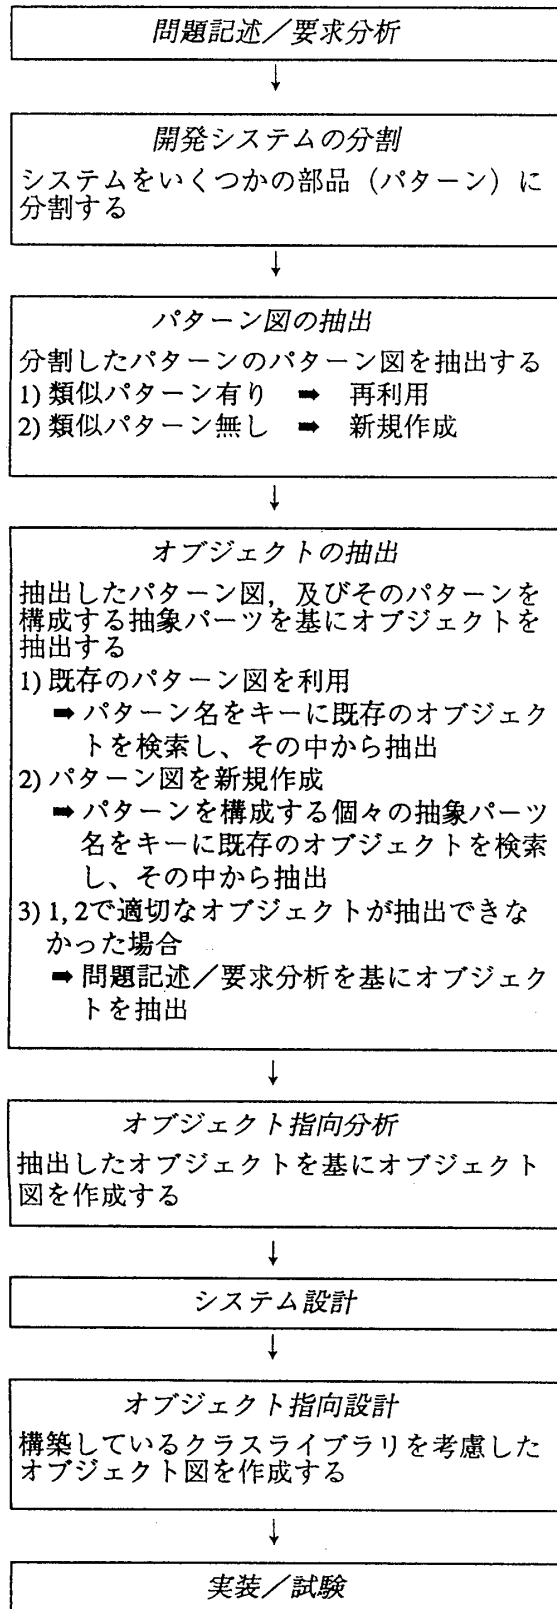 問題記述／要求分析
↓
開発システムの分割
システムをいくつかの部品（パターン）に
分割する
↓
パターン図の抽出
分割したパターンのパターン図を抽出する
1) 類似パターン有り ➡ 再利用
2) 類似パターン無し ➡ 新規作成
↓
オブジェクトの抽出
抽出したパターン図，及びそのパターンを
構成する抽象パーツを基にオブジェクトを
抽出する
1) 既存のパターン図を利用
➡ パターン名をキーに既存のオブジェク
トを検索し、その中から抽出
2) パターン図を新規作成
➡ パターンを構成する個々の抽象パーツ
名をキーに既存のオブジェクトを検索
し、その中から抽出
3) 1, 2で適切なオブジェクトが抽出できな
かった場合
➡ 問題記述／要求分析を基にオブジェク
トを抽出
↓
オブジェクト指向分析
抽出したオブジェクトを基にオブジェクト
図を作成する
↓
システム設計
↓
オブジェクト指向設計
構築しているクラスライブラリを考慮した
オブジェクト図を作成する
↓
実装／試験